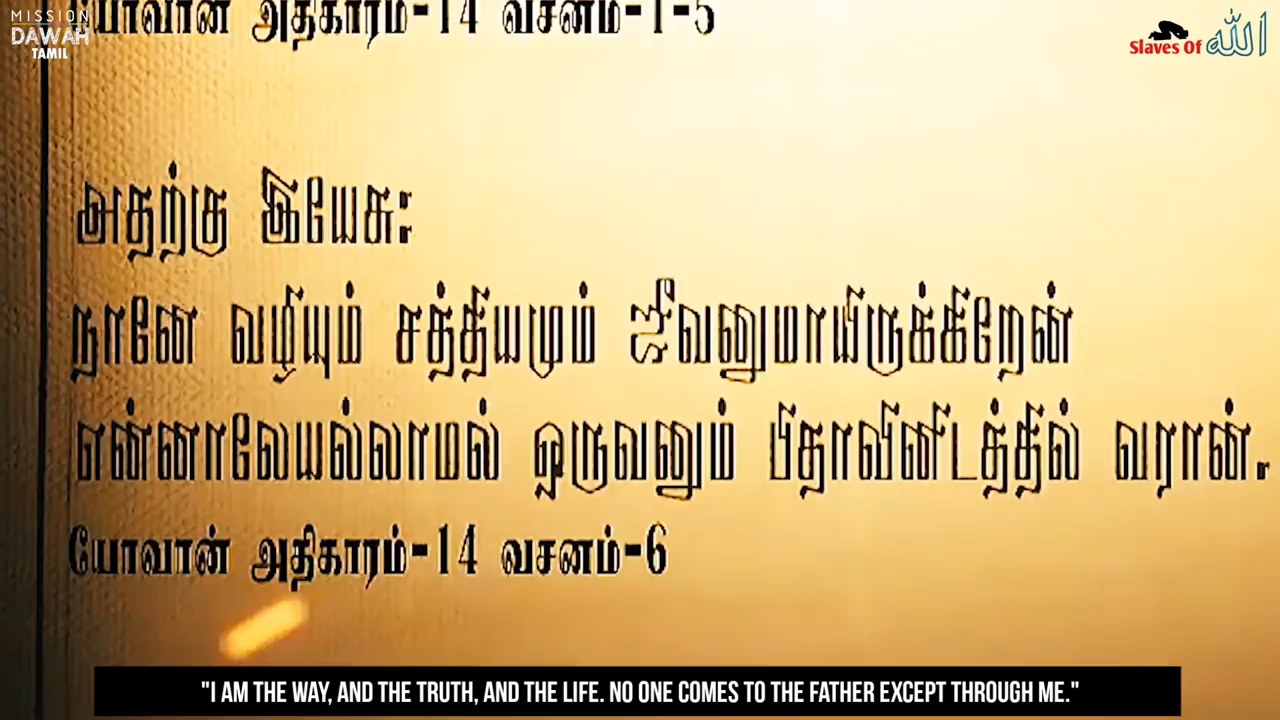 MISSION
DAWAH
TAMIL
யோவான் அதிகாரம்-14 வசனம்-1-5
Slaves Of الله
அதற்கு இயேசு:
நானே வழியும் சத்தியமும் ஜீவனுமாயிருக்கிறேன்
என்னாலேயல்லாமல் ஒருவனும் பிதாவினிடத்தில் வரான்.
யோவான் அதிகாரம்-14 வசனம்-6
"I AM THE WAY, AND THE TRUTH, AND THE LIFE. NO ONE COMES TO THE FATHER EXCEPT THROUGH ME."